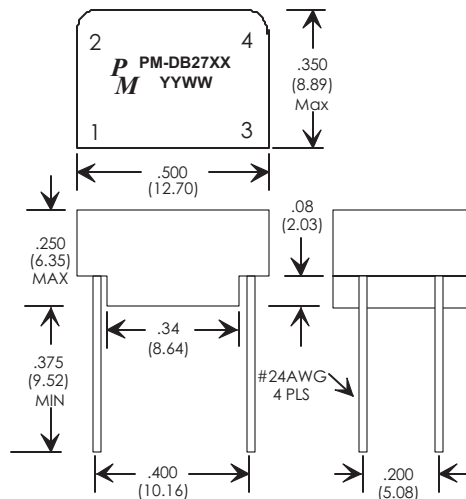 2 4
P M PM-DB27XX
YYWW
1 3
.350
(8.89)
Max
.500
(12.70)
.250
(6.35)
MAX
.08
(2.03)
.34
(8.64)
.375
(9.52)
MIN
#24AWG
4 PLS
.400
(10.16)
.200
(5.08)